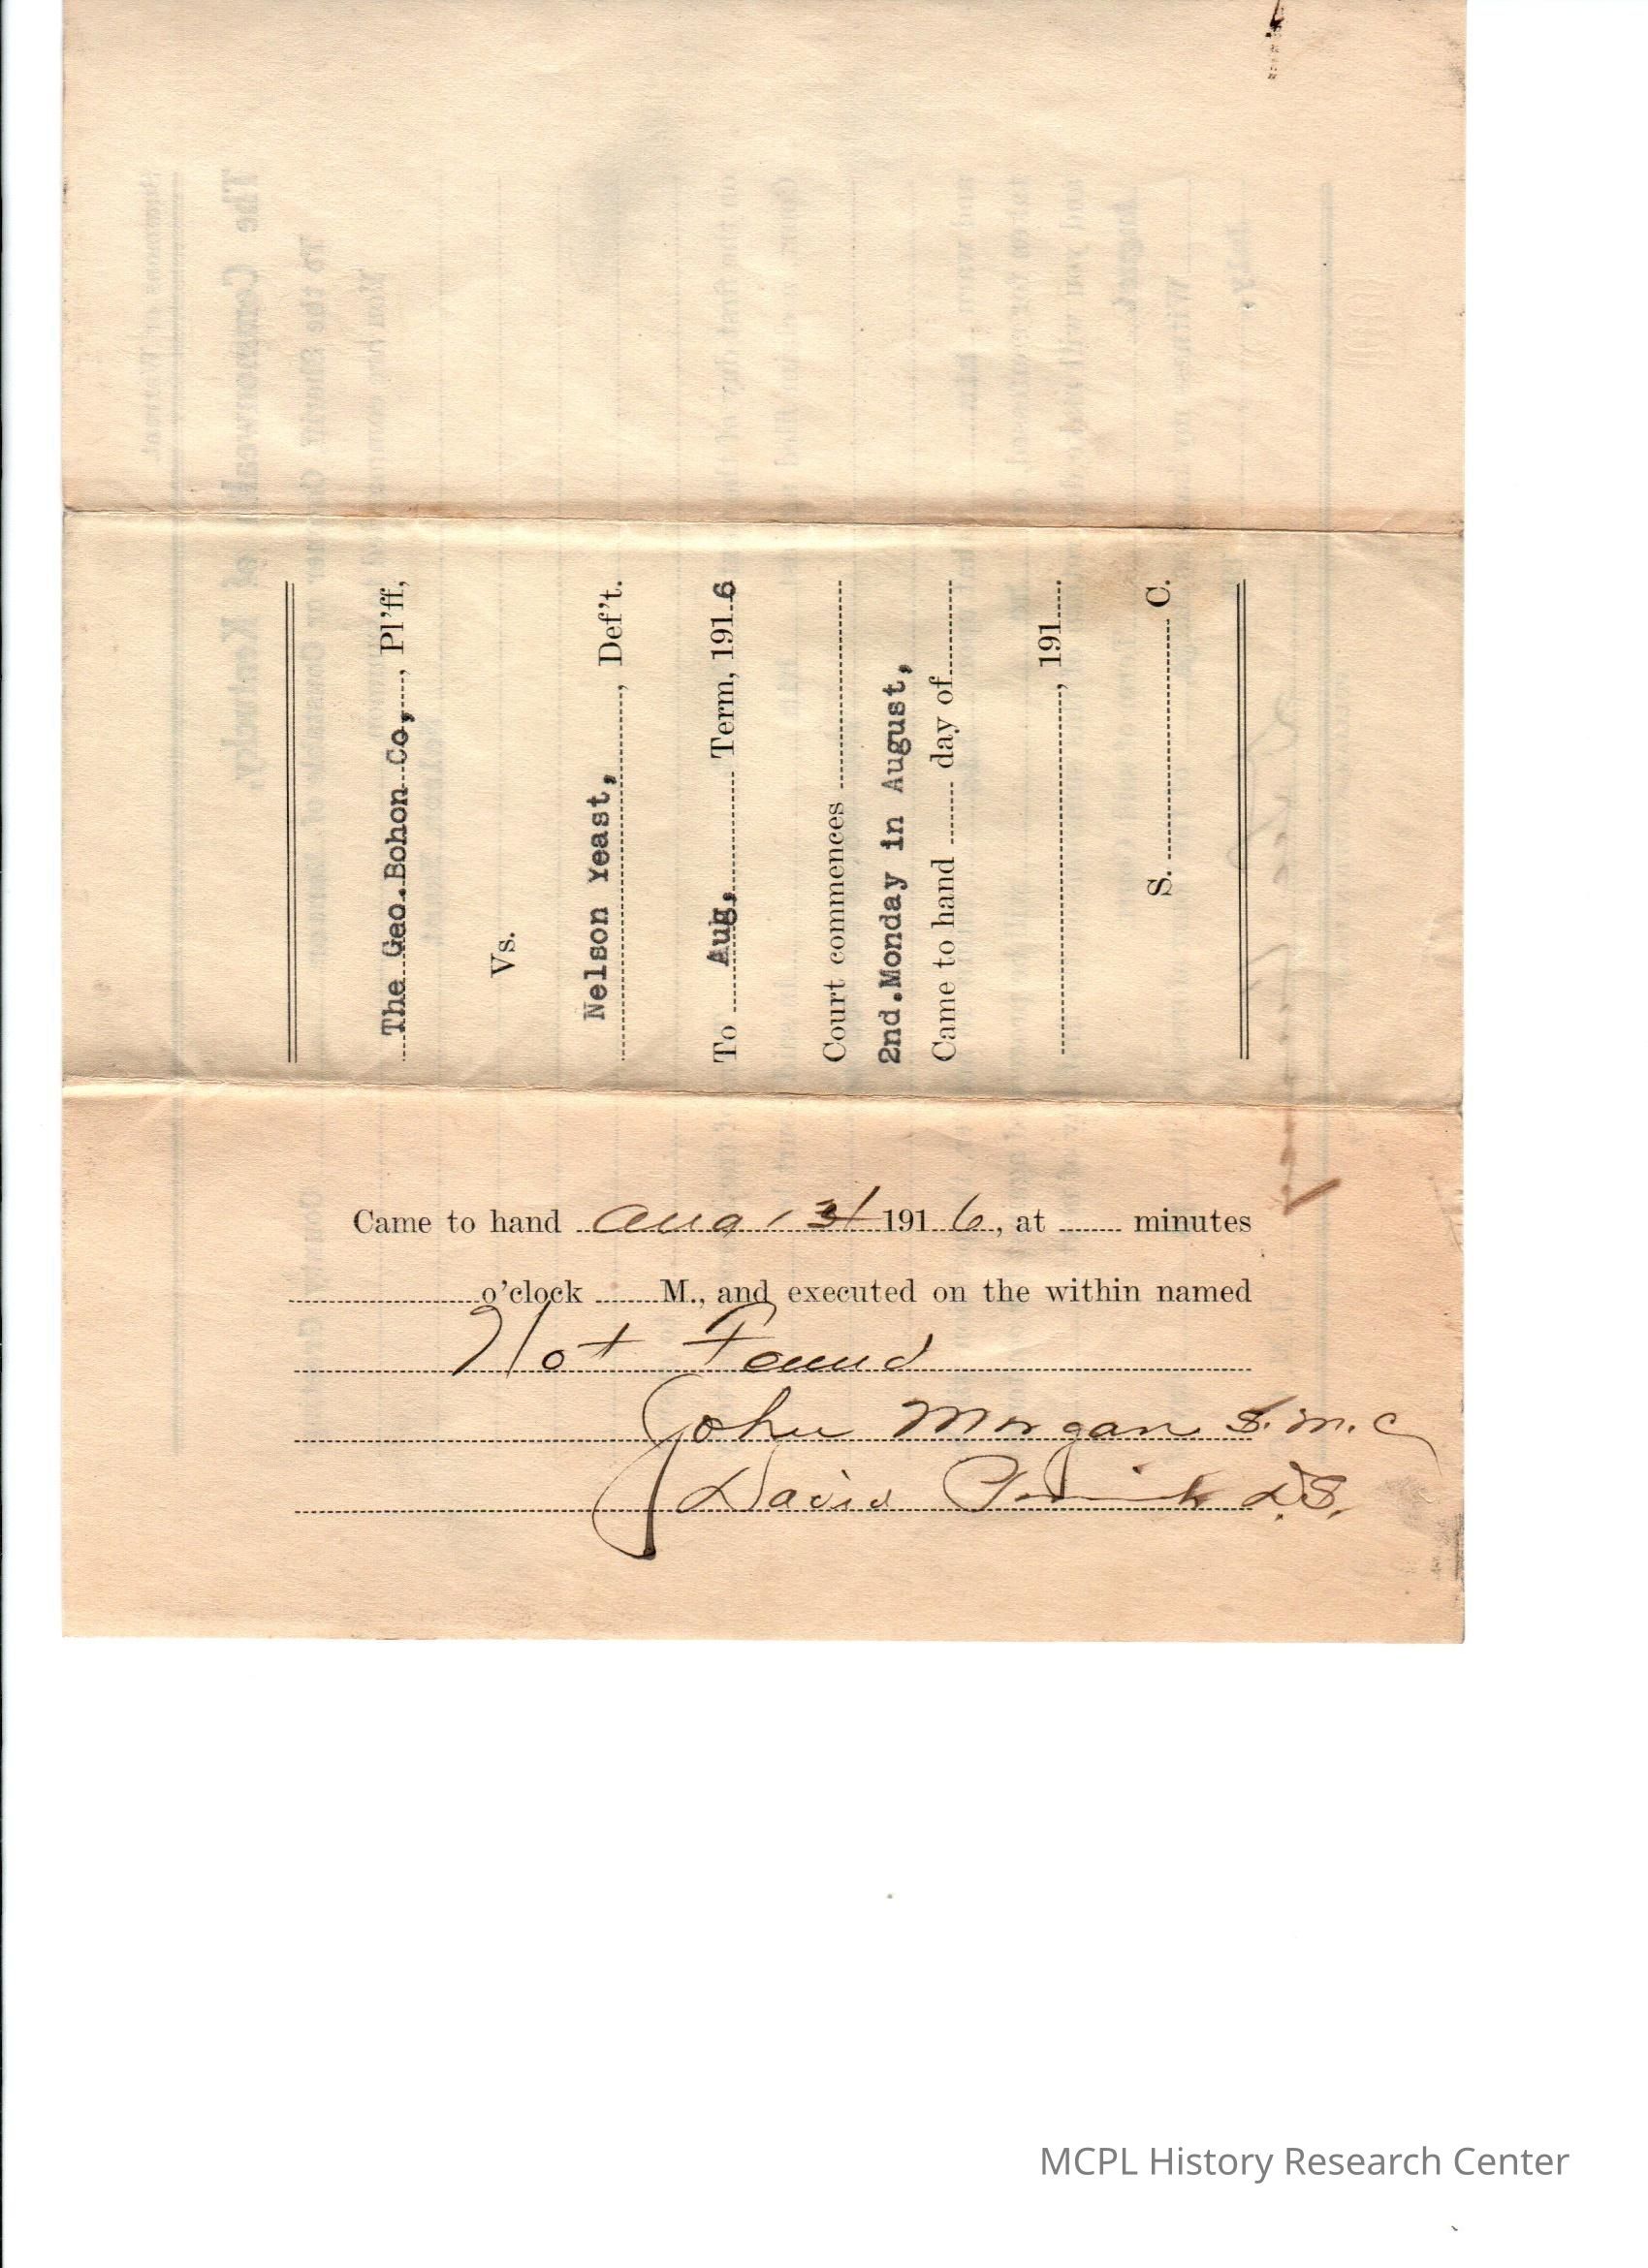 The Geo. Bohon Co., Pl'ff,
Vs.
Nelson Yeast, Def't.
To Aug, Term, 1916
Court commences
2nd. Monday in August,
Came to hand day of
, 191
S. C.
Came to hand Aug 31 1916, at minutes
o'clock M., and executed on the within named
Not Found
John Morgan S. M. C
David D.S.
MCPL History Research Center